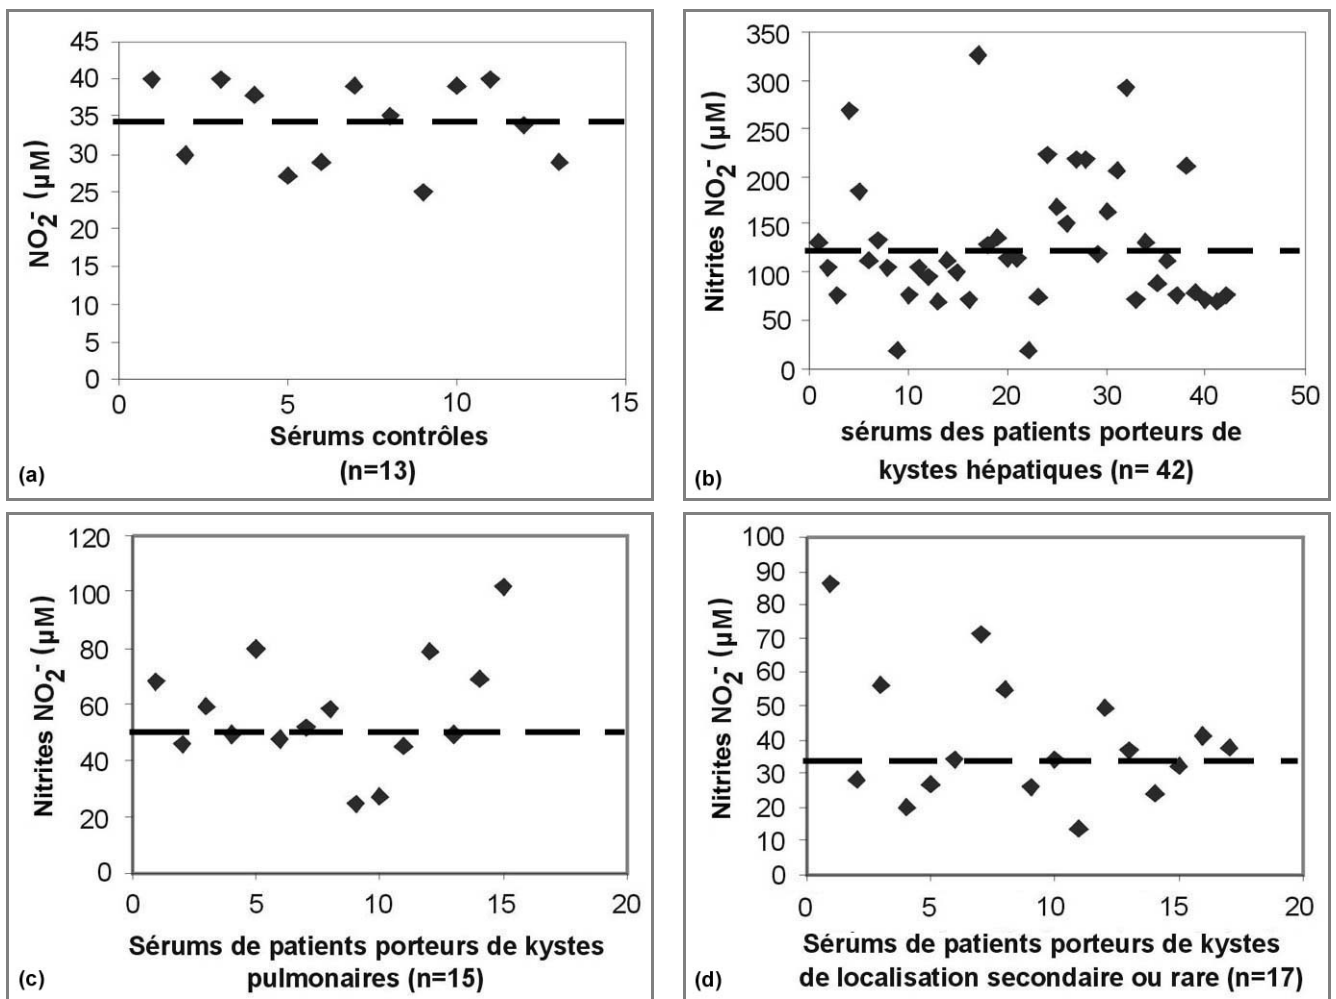 45
40
35
30
25
20
15
10
5
0
NO2- (µM)
0 5 10 15
Sérums contrôles
(n=13)
(a)
350
300
250
200
150
100
50
0
Nitrites NO2- (µM)
0 10 20 30 40 50
sérums des patients porteurs de
kystes hépatiques (n= 42)
(b)
120
100
80
60
40
20
0
Nitrites NO2- (µM)
0 5 10 15 20
Sérums de patients porteurs de kystes
pulmonaires (n=15)
(c)
100
90
80
70
60
50
40
30
20
10
0
Nitrites NO2- (µM)
0 5 10 15 20
Sérums de patients porteurs de kystes
de localisation secondaire ou rare (n=17)
(d)